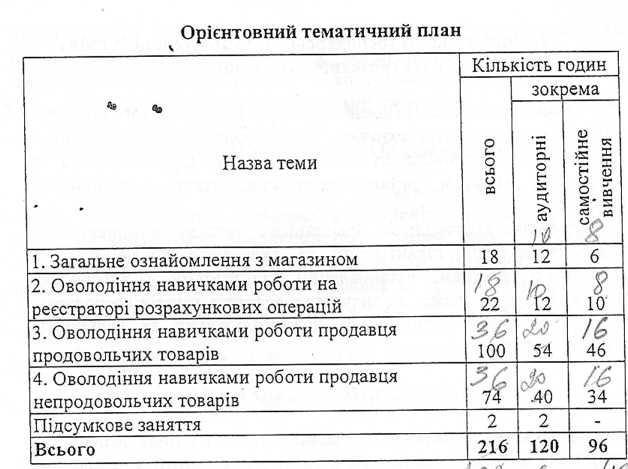 Орієнтовний тематичний план
Кількість годин
зокрема
Назва теми
всього
аудиторні
самостійне
вивчення
10 8
1. Загальне ознайомлення з магазином 18 12 6
2. Оволодіння навичками роботи на 18 10 8
реєстраторі розрахункових операцій 22 12 10
3. Оволодіння навичками роботи продавця 36 20 16
продовольчих товарів 100 54 46
4. Оволодіння навичками роботи продавця 36 20 16
непродовольчих товарів 74 40 34
Підсумкове заняття 2 2 -
Всього 216 120 96